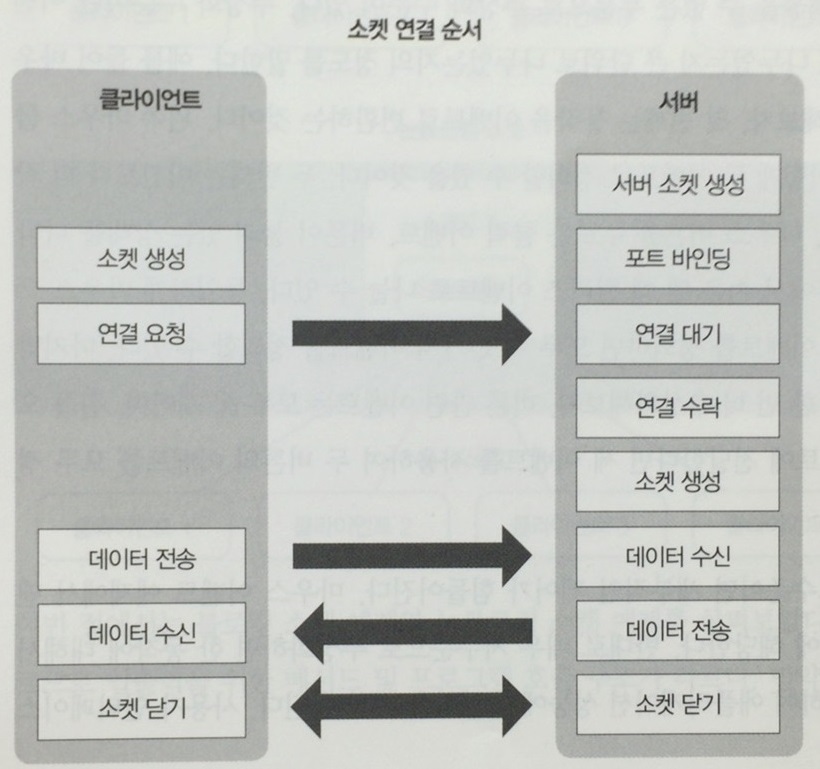 소켓 연결 순서
클라이언트
소켓 생성
연결 요청
데이터 전송
데이터 수신
소켓 닫기
서버
서버 소켓 생성
포트 바인딩
연결 대기
연결 수락
소켓 생성
데이터 수신
데이터 전송
소켓 닫기